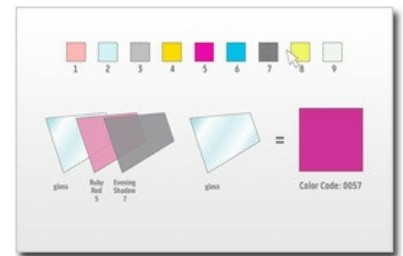 1 2 3 4 5 6 7 8 9
glass
Ruby
Red
5
Evening
Shadow
7
glass
=
Color Code: 0057